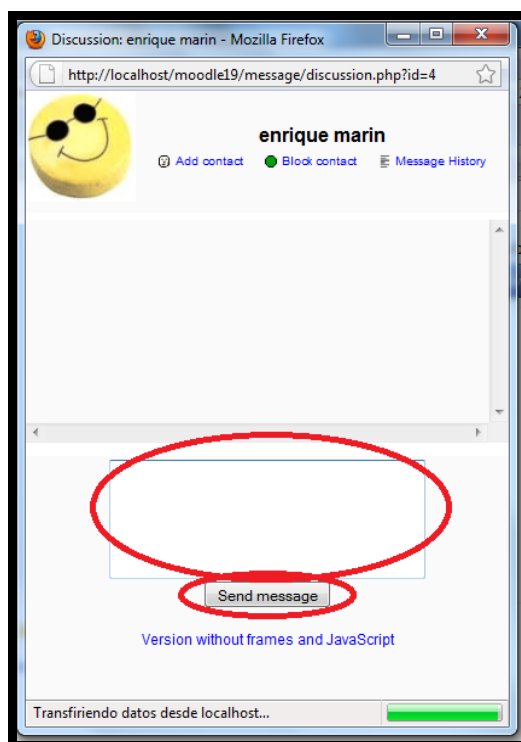 Discussion: enrique marin - Mozilla Firefox
http://localhost/moodle19/message/discussion.php?id=4
enrique marin
Add contact Block contact Message History
Send message
Version without frames and JavaScript
Transfiriendo datos desde localhost...